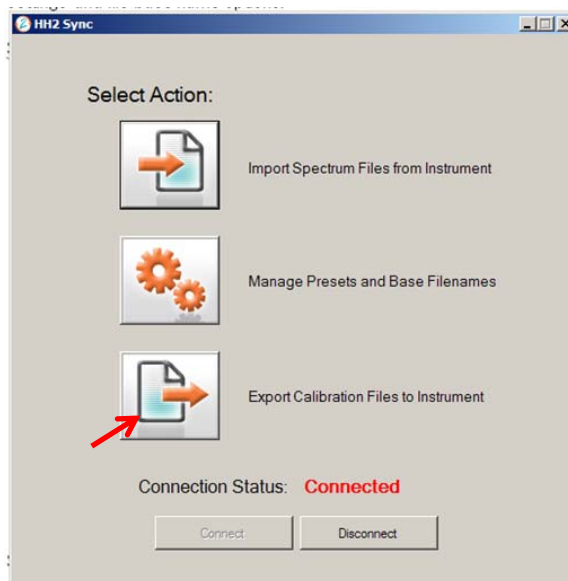 HH2 Sync
Select Action:
Import Spectrum Files from Instrument
Manage Presets and Base Filenames
Export Calibration Files to Instrument
Connection Status: Connected
Connect Disconnect